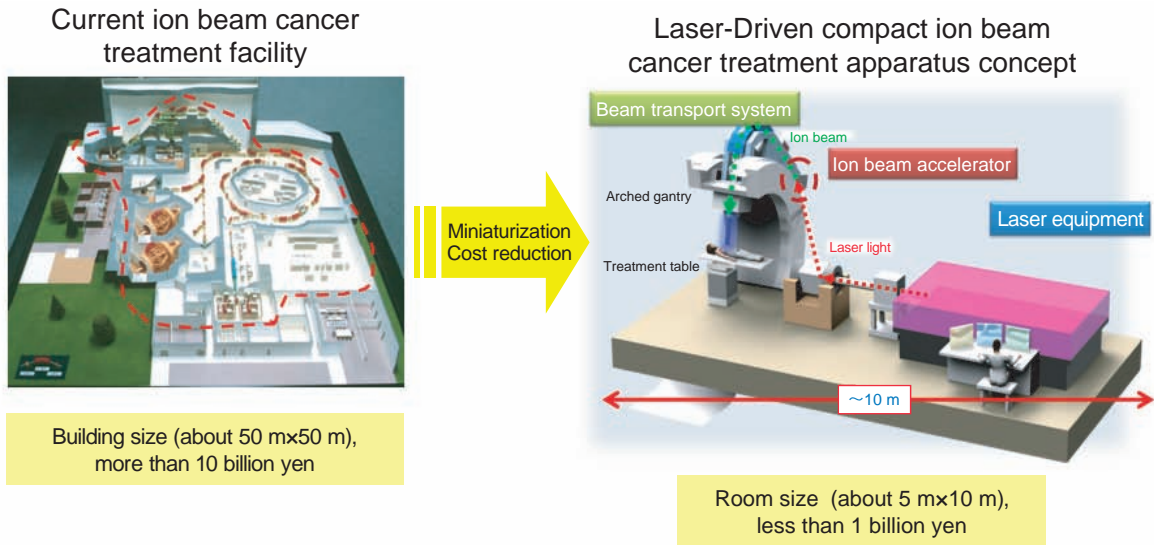 Current ion beam cancer
treatment facility
Laser-Driven compact ion beam
cancer treatment apparatus concept
Beam transport system
Ion beam
Ion beam accelerator
Arched gantry
Laser equipment
Miniaturization
Cost reduction
Laser light
Treatment table
～10 m
Building size (about 50 m×50 m),
more than 10 billion yen
Room size (about 5 m×10 m),
less than 1 billion yen